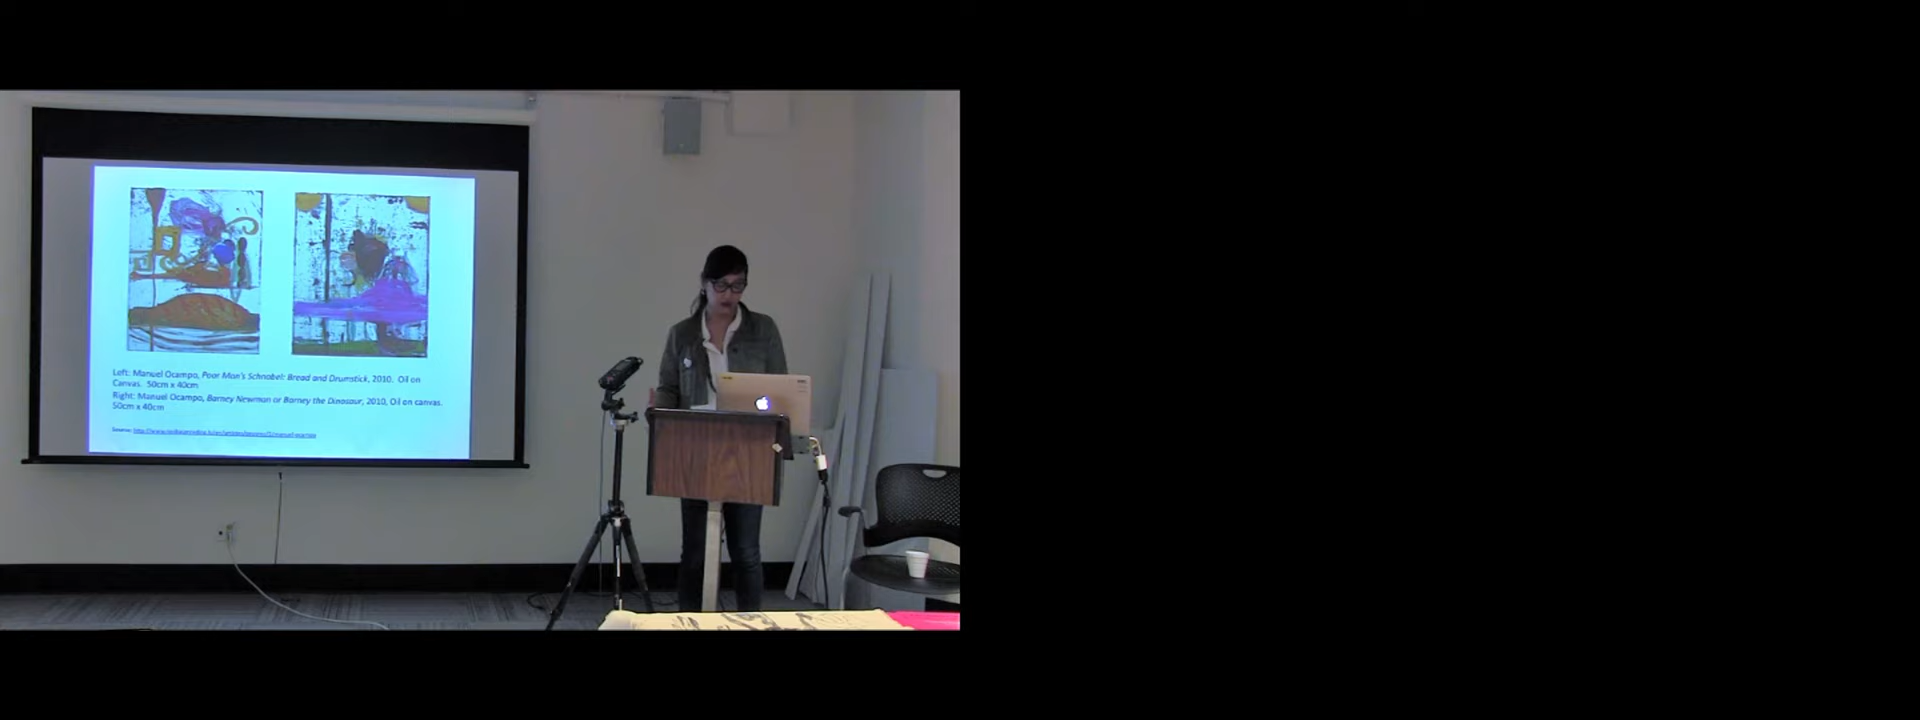 Left: Manuel Ocampo, Poor Man's Schnabel: Bread and Drumstick, 2010. Oil on
Canvas. 50cm x 40cm
Right: Manuel Ocampo, Barney Newman or Barney the Dinosaur, 2010, Oil on canvas.
50cm x 40cm
Source: